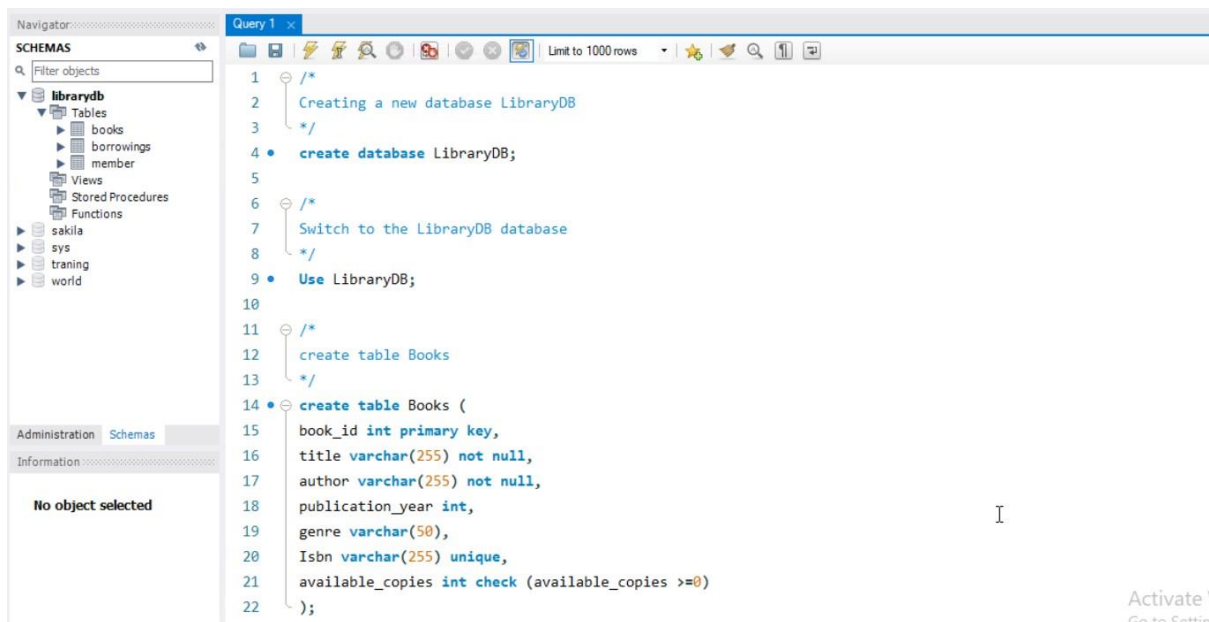 Navigator
SCHEMAS
Filter objects
librarydb
Tables
books
borrowings
member
Views
Stored Procedures
Functions
sakila
sys
traning
world
Administration Schemas
Information
No object selected
Query 1
Limit to 1000 rows
1 /*
2 Creating a new database LibraryDB
3 */
4 create database LibraryDB;
5
6 /*
7 Switch to the LibraryDB database
8 */
9 Use LibraryDB;
10
11 /*
12 create table Books
13 */
14 create table Books (
15 book_id int primary key,
16 title varchar(255) not null,
17 author varchar(255) not null,
18 publication_year int,
19 genre varchar(50),
20 Isbn varchar(255) unique,
21 available_copies int check (available_copies >=0)
22 );
Activate
Go to